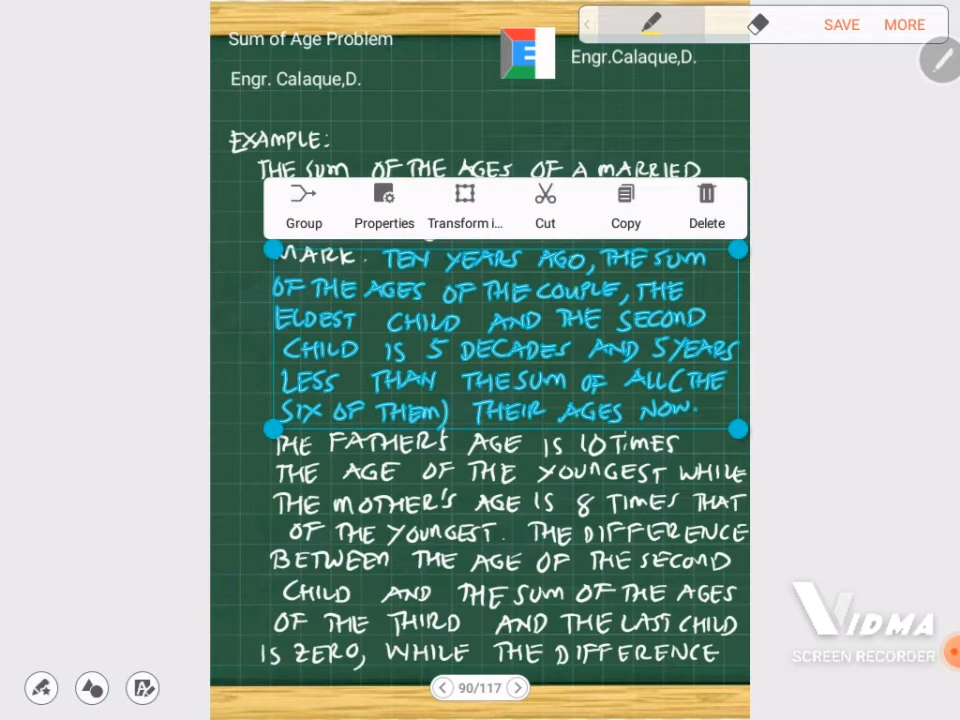 SAVE MORE
Sum of Age Problem
E
Engr.Calaque,D.
Engr. Calaque,D.
EXAMPLE:
THE SUM OF THE AGES OF A MARRIED
Group Properties Transform i... Cut Copy Delete
MARK. TEN YEARS AGO, THE SUM
OF THE AGES OF THE COUPLE, THE
ELDEST CHILD AND THE SECOND
CHILD IS 5 DECADES AND 5 YEARS
LESS THAN THE SUM OF ALL (THE
SIX OF THEM) THEIR AGES NOW.
THE FATHER'S AGE IS 10 TIMES
THE AGE OF THE YOUNGEST WHILE
THE MOTHER'S AGE IS 8 TIMES THAT
OF THE YOUNGEST. THE DIFFERENCE
BETWEEN THE AGE OF THE SECOND
CHILD AND THE SUM OF THE AGES
OF THE THIRD AND THE LAST CHILD
IS ZERO, WHILE THE DIFFERENCE
90/117
VIDMA
SCREEN RECORDER